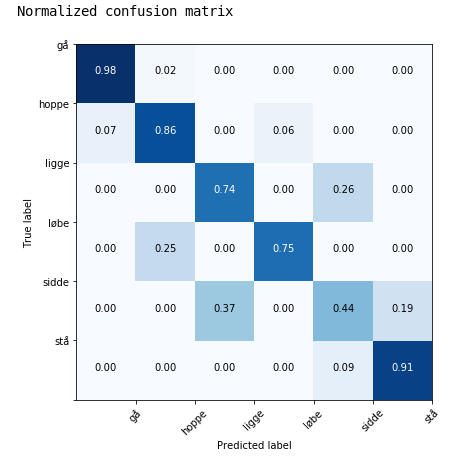 Normalized confusion matrix
gå
0.98 0.02 0.00 0.00 0.00 0.00
hoppe
0.07 0.86 0.00 0.06 0.00 0.00
ligge
0.00 0.00 0.74 0.00 0.26 0.00
løbe
0.00 0.25 0.00 0.75 0.00 0.00
sidde
0.00 0.00 0.37 0.00 0.44 0.19
stå
0.00 0.00 0.00 0.00 0.09 0.91
True label
gå hoppe ligge løbe sidde stå
Predicted label